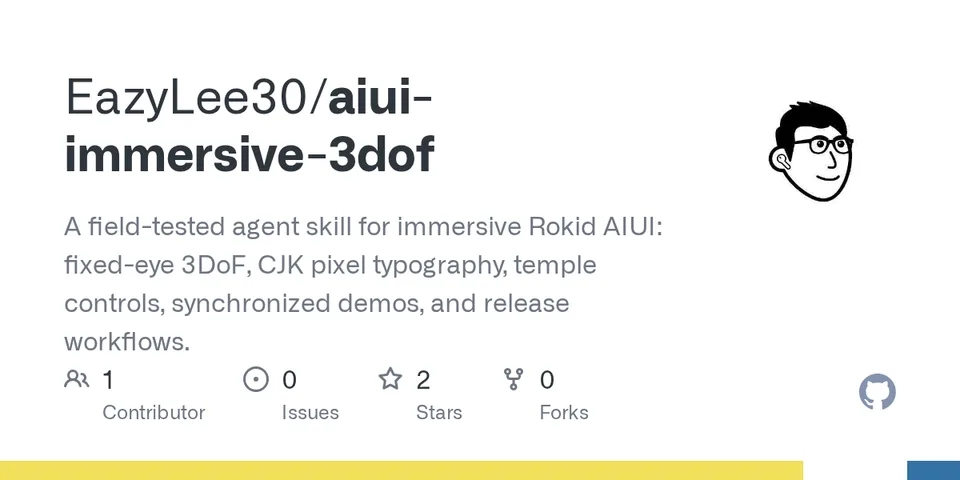 EazyLee30/aiui-
immersive-3dof
A field-tested agent skill for immersive Rokid AIUI:
fixed-eye 3DoF, CJK pixel typography, temple
controls, synchronized demos, and release
workflows.
1 0 2 0
Contributor Issues Stars Forks